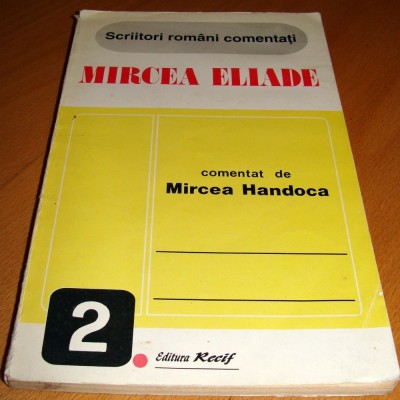 Scriitori români comentați
MIRCEA ELIADE
comentat de
Mircea Handoca
2
Editura Recif